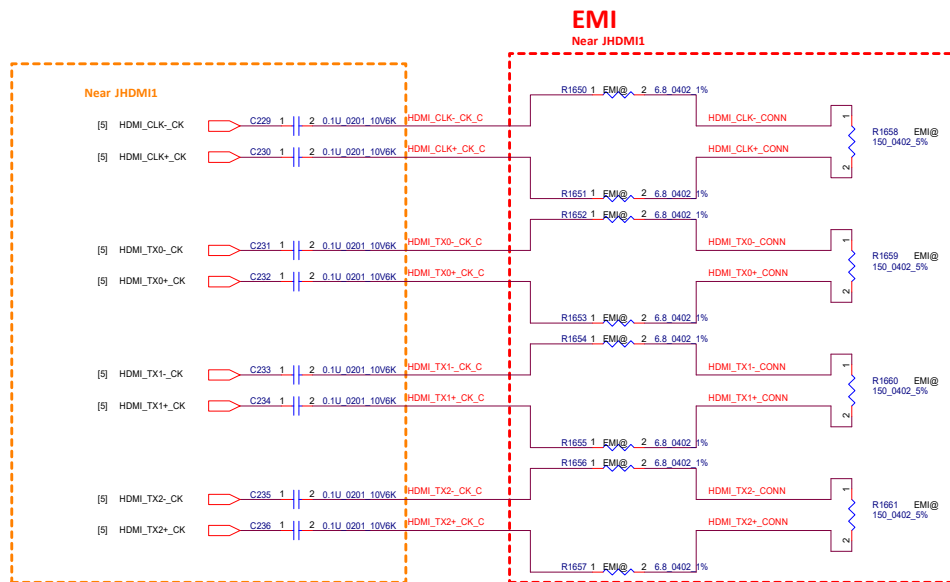 EMI
Near JHDMI1
Near JHDMI1
R1650 1 EMI@ 2 6.8_0402_1%
[5] HDMI_CLK-_CK C229 1 2 0.1U_0201_10V6K HDMI_CLK-_CK_C HDMI_CLK-_CONN 1
R1658 EMI@
150_0402_5%
[5] HDMI_CLK+_CK C230 1 2 0.1U_0201_10V6K HDMI_CLK+_CK_C HDMI_CLK+_CONN 2
R1651 1 EMI@ 2 6.8_0402_1%
R1652 1 EMI@ 2 6.8_0402_1%
[5] HDMI_TX0-_CK C231 1 2 0.1U_0201_10V6K HDMI_TX0-_CK_C HDMI_TX0-_CONN 1
R1659 EMI@
150_0402_5%
[5] HDMI_TX0+_CK C232 1 2 0.1U_0201_10V6K HDMI_TX0+_CK_C HDMI_TX0+_CONN 2
R1653 1 EMI@ 2 6.8_0402_1%
R1654 1 EMI@ 2 6.8_0402_1%
[5] HDMI_TX1-_CK C233 1 2 0.1U_0201_10V6K HDMI_TX1-_CK_C HDMI_TX1-_CONN 1
R1660 EMI@
150_0402_5%
[5] HDMI_TX1+_CK C234 1 2 0.1U_0201_10V6K HDMI_TX1+_CK_C HDMI_TX1+_CONN 2
R1655 1 EMI@ 2 6.8_0402_1%
R1656 1 EMI@ 2 6.8_0402_1%
[5] HDMI_TX2-_CK C235 1 2 0.1U_0201_10V6K HDMI_TX2-_CK_C HDMI_TX2-_CONN 1
R1661 EMI@
150_0402_5%
[5] HDMI_TX2+_CK C236 1 2 0.1U_0201_10V6K HDMI_TX2+_CK_C HDMI_TX2+_CONN 2
R1657 1 EMI@ 2 6.8_0402_1%